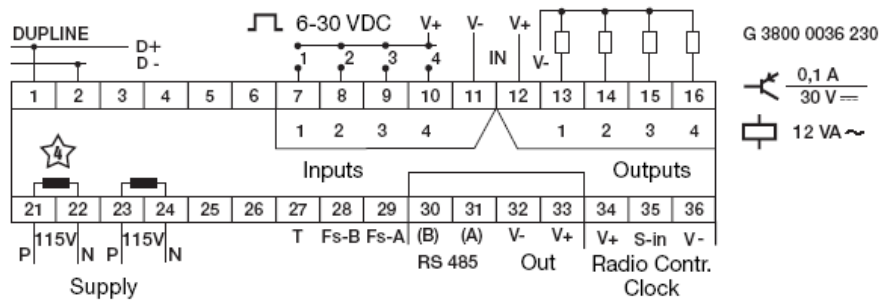 6-30 VDC V+ V- V+ G 3800 0036 230
DUPLINE D+ 1 2 3 4 IN V-
D -
0,1 A
30 V
1 2 3 4 5 6 7 8 9 10 11 12 13 14 15 16
1 2 3 4 1 2 3 4
12 VA ~
4
Inputs Outputs
21 22 23 24 25 26 27 28 29 30 31 32 33 34 35 36
P 115V N P 115V N T Fs-B Fs-A (B) (A) V- V+ V+ S-in V-
RS 485 Out Radio Contr.
Supply Clock